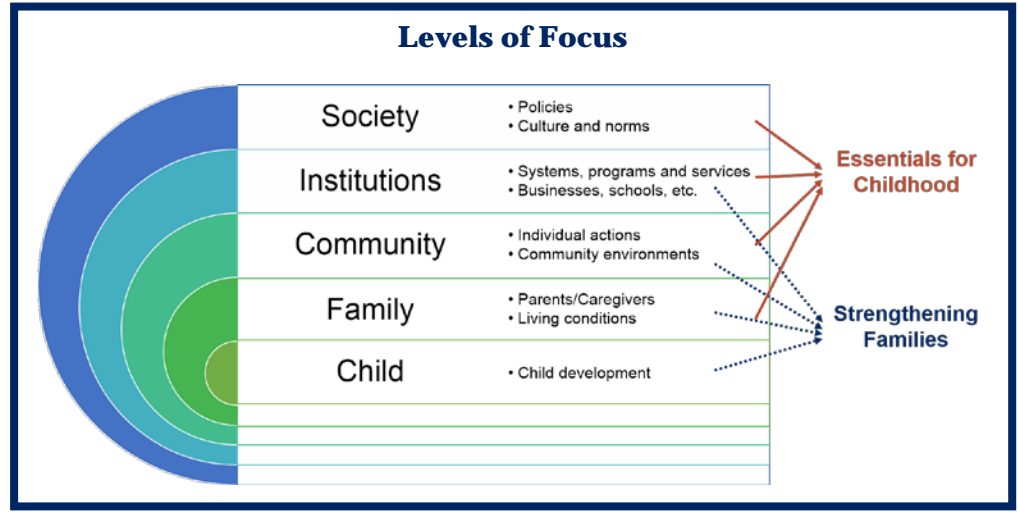 Levels of Focus
Society
• Policies
• Culture and norms
Institutions
• Systems, programs and services
• Businesses, schools, etc.
Community
• Individual actions
• Community environments
Family
• Parents/Caregivers
• Living conditions
Child
• Child development
Essentials for
Childhood
Strengthening
Families